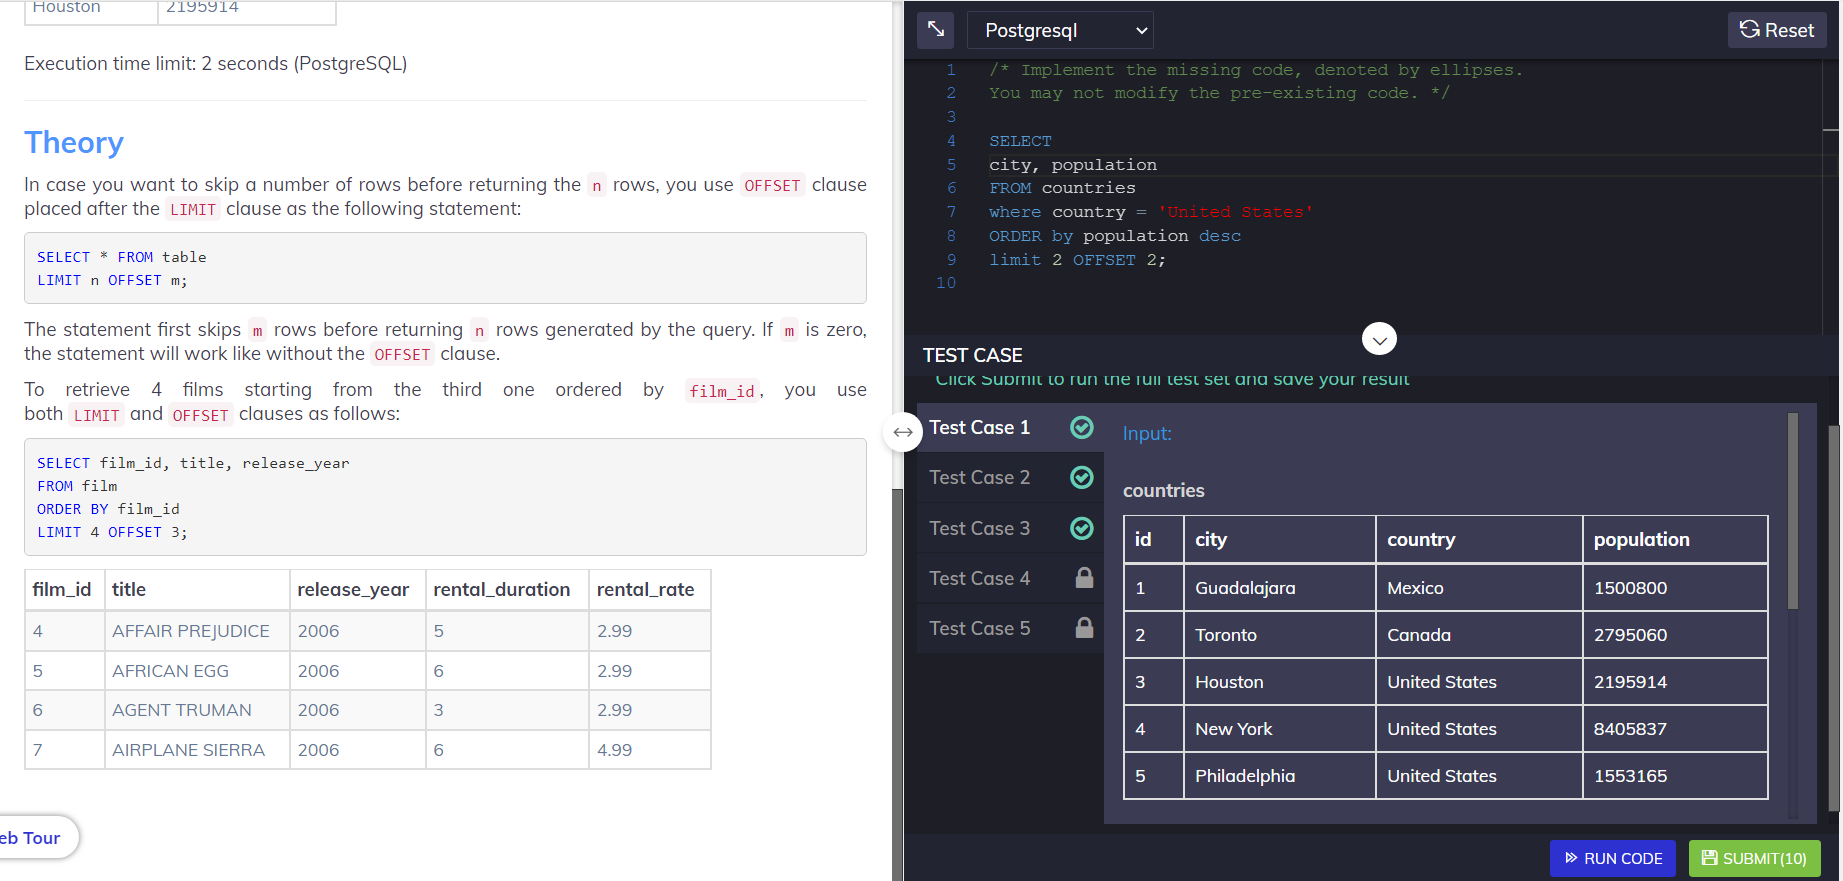 Houston 2195914
Execution time limit: 2 seconds (PostgreSQL)
Theory
In case you want to skip a number of rows before returning the n rows, you use OFFSET clause
placed after the LIMIT clause as the following statement:
SELECT * FROM table
LIMIT n OFFSET m;
The statement first skips m rows before returning n rows generated by the query. If m is zero,
the statement will work like without the OFFSET clause.
To retrieve 4 films starting from the third one ordered by film_id, you use
both LIMIT and OFFSET clauses as follows:
SELECT film_id, title, release_year
FROM film
ORDER BY film_id
LIMIT 4 OFFSET 3;
film_id title release_year rental_duration rental_rate
4 AFFAIR PREJUDICE 2006 5 2.99
5 AFRICAN EGG 2006 6 2.99
6 AGENT TRUMAN 2006 3 2.99
7 AIRPLANE SIERRA 2006 6 4.99
eb Tour
Postgresql Reset
1 /* Implement the missing code, denoted by ellipses.
2 You may not modify the pre-existing code. */
3
4 SELECT
5 city, population
6 FROM countries
7 where country = 'United States'
8 ORDER by population desc
9 limit 2 OFFSET 2;
10
TEST CASE
Click Submit to run the full test set and save your result
Test Case 1
Test Case 2
Test Case 3
Test Case 4
Test Case 5
Input:
countries
id city country population
1 Guadalajara Mexico 1500800
2 Toronto Canada 2795060
3 Houston United States 2195914
4 New York United States 8405837
5 Philadelphia United States 1553165
RUN CODE SUBMIT(10)